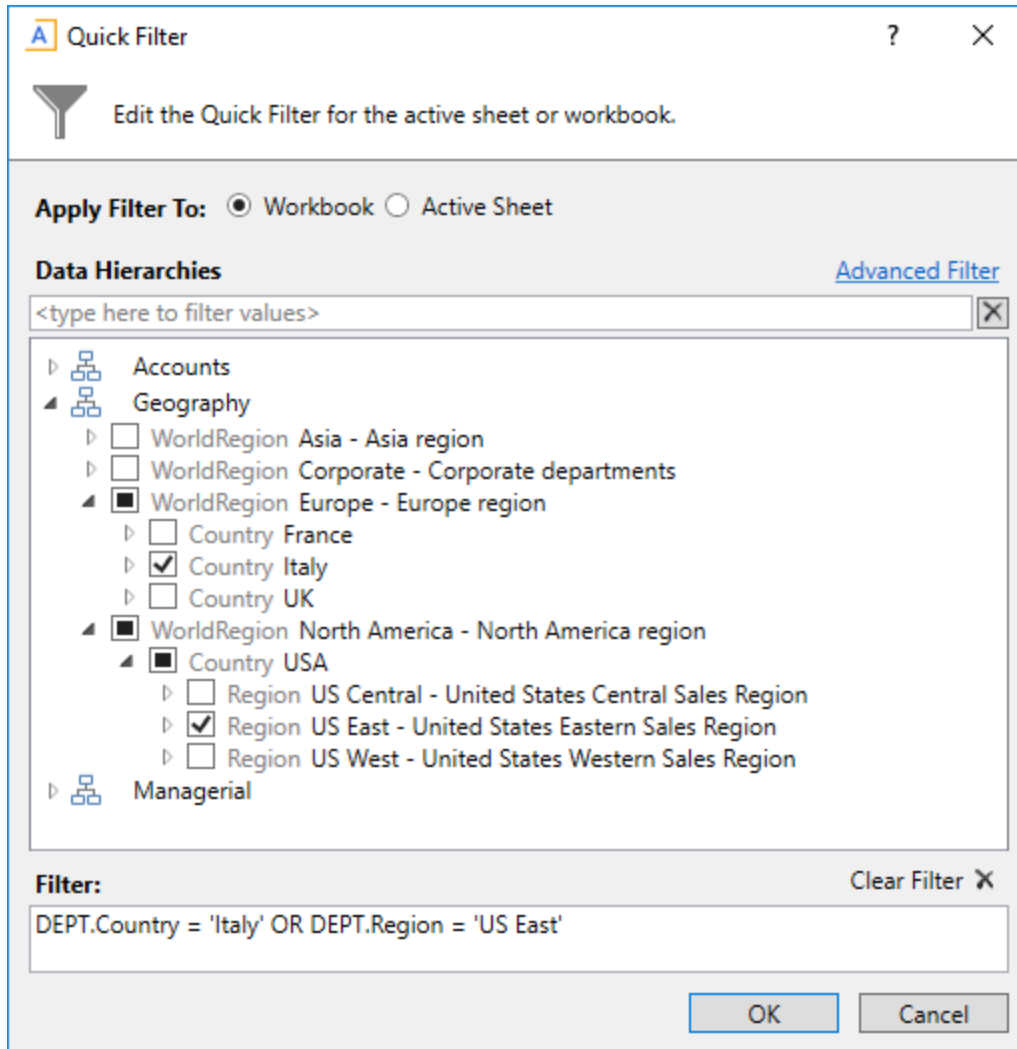 A Quick Filter ?
Edit the Quick Filter for the active sheet or workbook.
Apply Filter To: Workbook Active Sheet
Data Hierarchies Advanced Filter
<type here to filter values>
Accounts
Geography
WorldRegion Asia - Asia region
WorldRegion Corporate - Corporate departments
WorldRegion Europe - Europe region
Country France
Country Italy
Country UK
WorldRegion North America - North America region
Country USA
Region US Central - United States Central Sales Region
Region US East - United States Eastern Sales Region
Region US West - United States Western Sales Region
Managerial
Filter: Clear Filter
DEPT.Country = 'Italy' OR DEPT.Region = 'US East'
OK Cancel